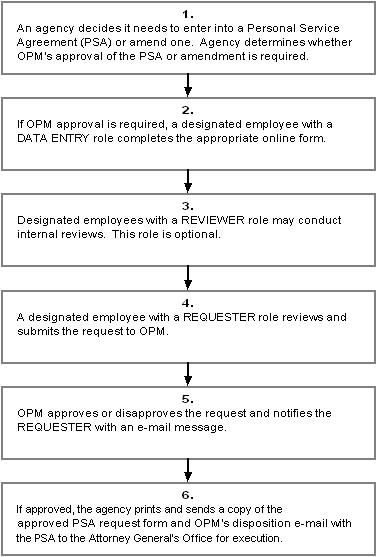 1.
An agency decides it needs to enter into a Personal Service
Agreement (PSA) or amend one.  Agency determines whether
OPM's approval of the PSA or amendment is required.
2.
If OPM approval is required, a designated employee with a
DATA ENTRY role completes the appropriate online form.
3.
Designated employees with a REVIEWER role may conduct
internal reviews.  This role is optional.
4.
A designated employee with a REQUESTER role reviews and
submits the request to OPM.
5.
OPM approves or disapproves the request and notifies the
REQUESTER with an e-mail message.
6.
If approved, the agency prints and sends a copy of the
approved PSA request form and OPM's disposition e-mail with
the PSA to the Attorney General's Office for execution.